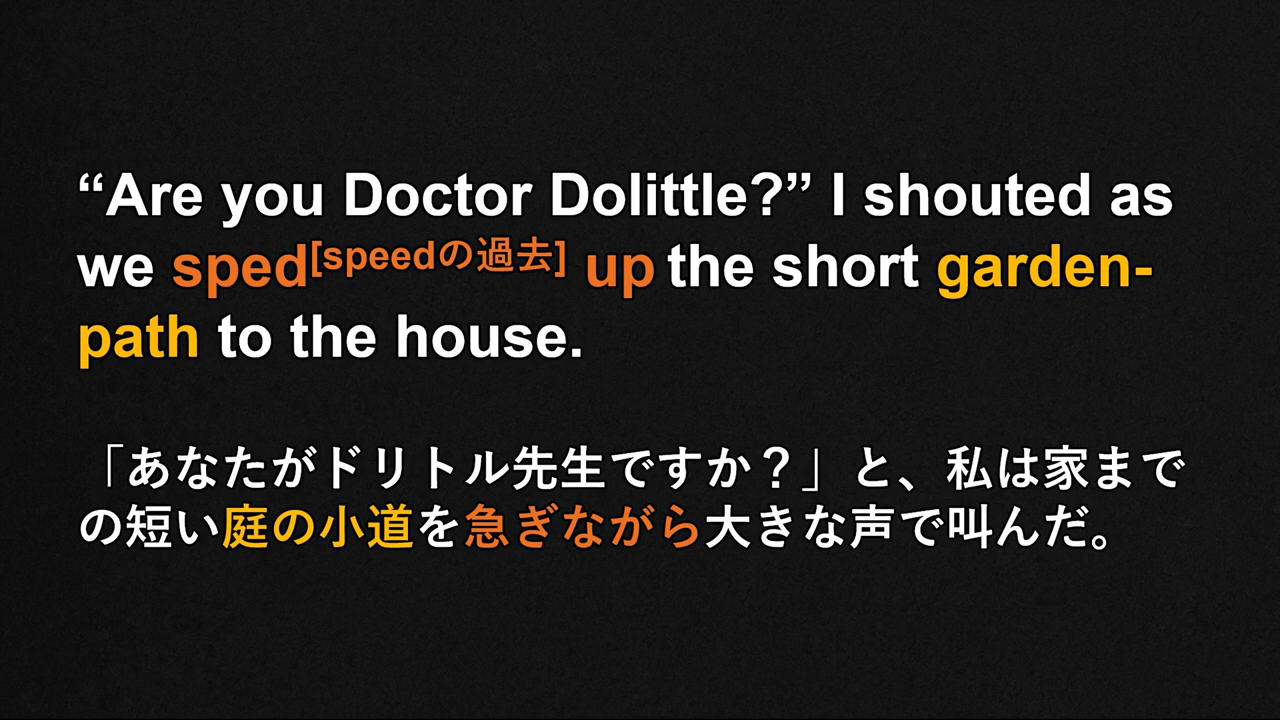 “Are you Doctor Dolittle?” I shouted as
we sped[speedの過去] up the short garden-
path to the house.
「あなたがドリトル先生ですか？」と、私は家まで
の短い庭の小道を急ぎながら大きな声で叫んだ。